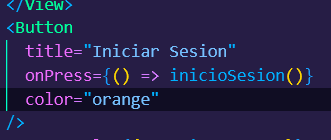 </View>
<Button
title="Iniciar Sesion"
onPress={() => inicioSesion()}
color="orange"
/>